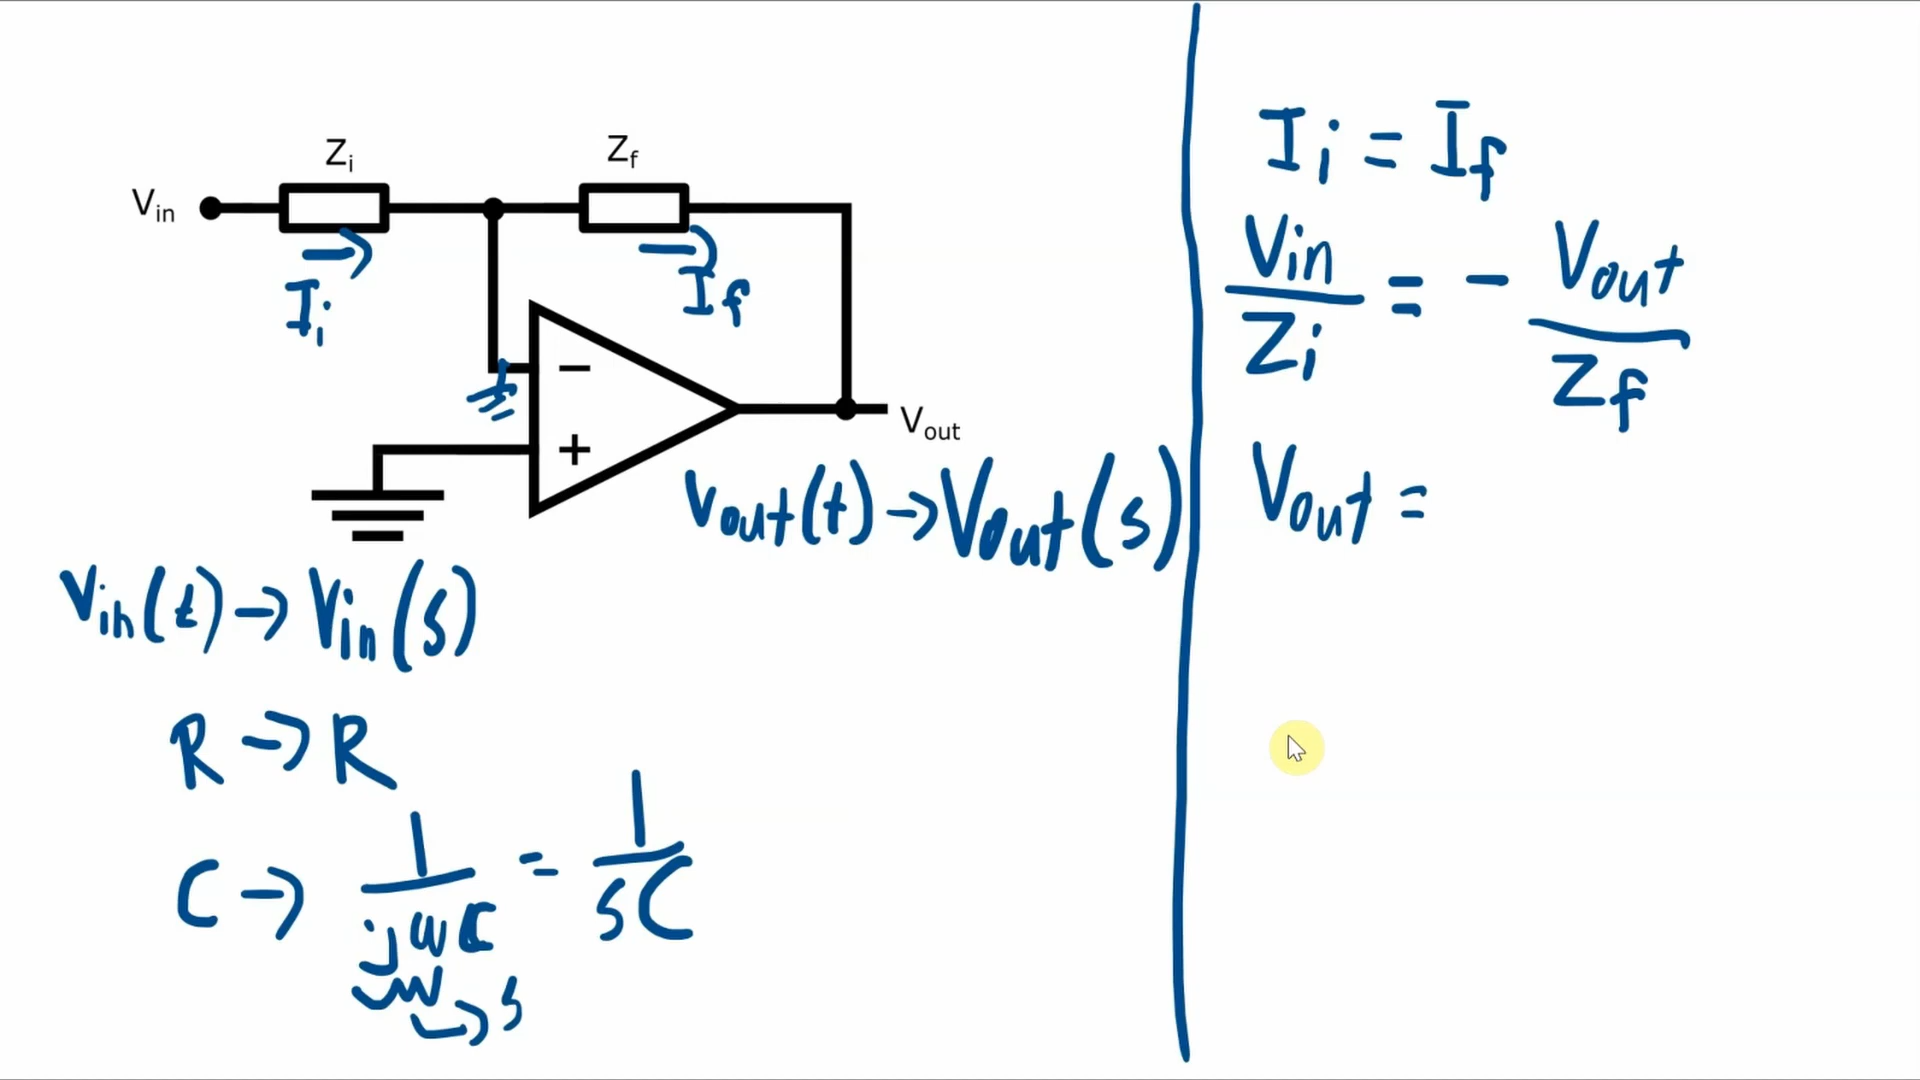 Zi Zf
Vin
Ii If
−
+
Vout
Vout(t) → Vout(s)
Vin(t) → Vin(s)
R → R
C → 1/jωC = 1/sC
jω → s
Ii = If
Vin/Zi = - Vout/Zf
Vout =